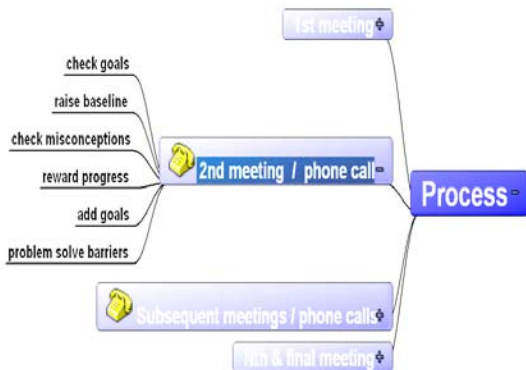 1st meeting
check goals
raise baseline
check misconceptions
reward progress
add goals
problem solve barriers
2nd meeting / phone call
Process
Subsequent meetings / phone calls
Nth & final meeting